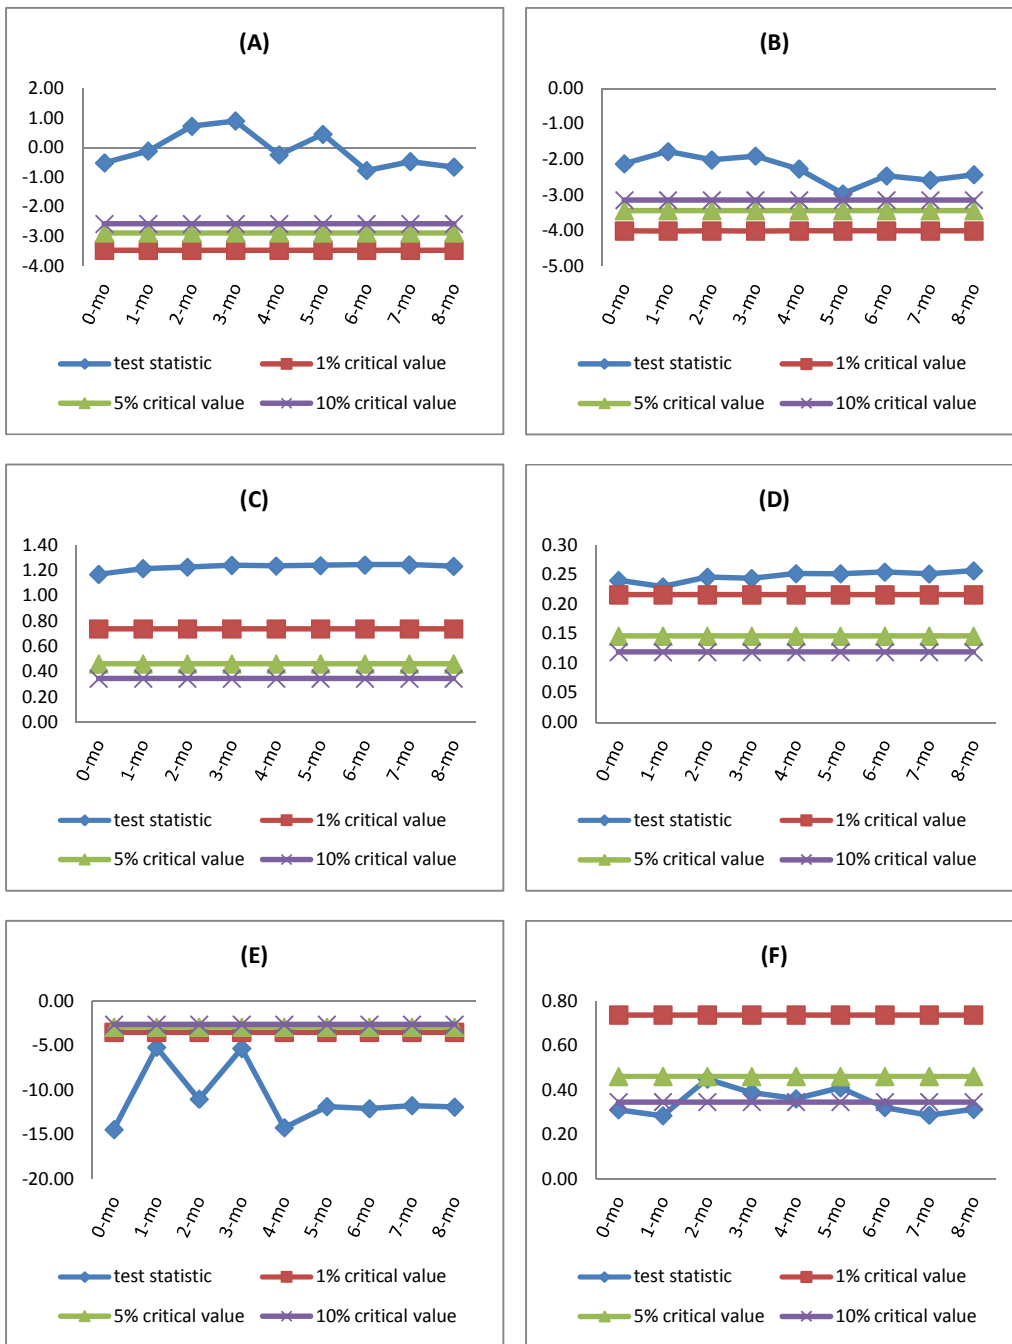 (A)
2.00
1.00
0.00
-1.00
-2.00
-3.00
-4.00
0-mo
1-mo
2-mo
3-mo
4-mo
5-mo
6-mo
7-mo
8-mo
test statistic
1% critical value
5% critical value
10% critical value
(B)
0.00
-1.00
-2.00
-3.00
-4.00
-5.00
0-mo
1-mo
2-mo
3-mo
4-mo
5-mo
6-mo
7-mo
8-mo
test statistic
1% critical value
5% critical value
10% critical value
(C)
1.40
1.20
1.00
0.80
0.60
0.40
0.20
0.00
0-mo
1-mo
2-mo
3-mo
4-mo
5-mo
6-mo
7-mo
8-mo
test statistic
1% critical value
5% critical value
10% critical value
(D)
0.30
0.25
0.20
0.15
0.10
0.05
0.00
0-mo
1-mo
2-mo
3-mo
4-mo
5-mo
6-mo
7-mo
8-mo
test statistic
1% critical value
5% critical value
10% critical value
(E)
0.00
-5.00
-10.00
-15.00
-20.00
0-mo
1-mo
2-mo
3-mo
4-mo
5-mo
6-mo
7-mo
8-mo
test statistic
1% critical value
5% critical value
10% critical value
(F)
0.80
0.60
0.40
0.20
0.00
0-mo
1-mo
2-mo
3-mo
4-mo
5-mo
6-mo
7-mo
8-mo
test statistic
1% critical value
5% critical value
10% critical value